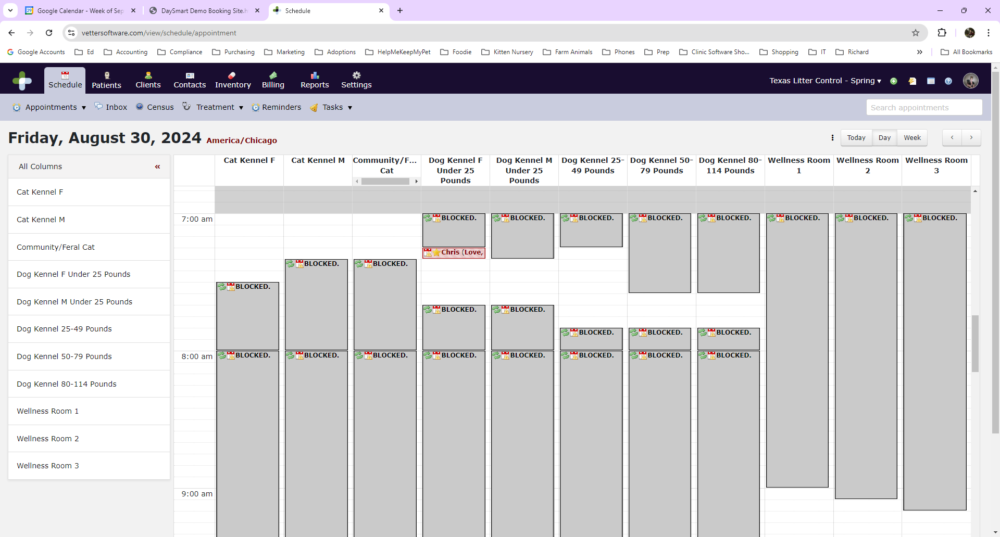 Google Calendar - Week of Sep
DaySmart Demo Booking Site.h
Schedule
vettersoftware.com/view/schedule/appointment
Google Accounts
Ed
Accounting
Compliance
Purchasing
Marketing
Adoptions
HelpMeKeepMyPet
Foodie
Kitten Nursery
Farm Animals
Phones
Prep
Clinic Software Sho...
Shopping
IT
Richard
All Bookmarks
Schedule
Patients
Clients
Contacts
Inventory
Billing
Reports
Settings
Texas Litter Control - Spring
Appointments
Inbox
Census
Treatment
Reminders
Tasks
Search appointments
Friday, August 30, 2024 America/Chicago
Today
Day
Week
All Columns
Cat Kennel F
Cat Kennel M
Community/Feral Cat
Dog Kennel F Under 25 Pounds
Dog Kennel M Under 25 Pounds
Dog Kennel 25-49 Pounds
Dog Kennel 50-79 Pounds
Dog Kennel 80-114 Pounds
Wellness Room 1
Wellness Room 2
Wellness Room 3
Cat Kennel F
Cat Kennel M
Community/F...
Cat
Dog Kennel F
Under 25
Pounds
Dog Kennel M
Under 25
Pounds
Dog Kennel 25-
49 Pounds
Dog Kennel 50-
79 Pounds
Dog Kennel 80-
114 Pounds
Wellness Room
1
Wellness Room
2
Wellness Room
3
7:00 am
BLOCKED.
BLOCKED.
BLOCKED.
BLOCKED.
BLOCKED.
BLOCKED.
BLOCKED.
BLOCKED.
Chris (Love,
BLOCKED.
BLOCKED.
BLOCKED.
BLOCKED.
BLOCKED.
BLOCKED.
BLOCKED.
BLOCKED.
8:00 am
BLOCKED.
BLOCKED.
BLOCKED.
BLOCKED.
BLOCKED.
BLOCKED.
BLOCKED.
BLOCKED.
9:00 am